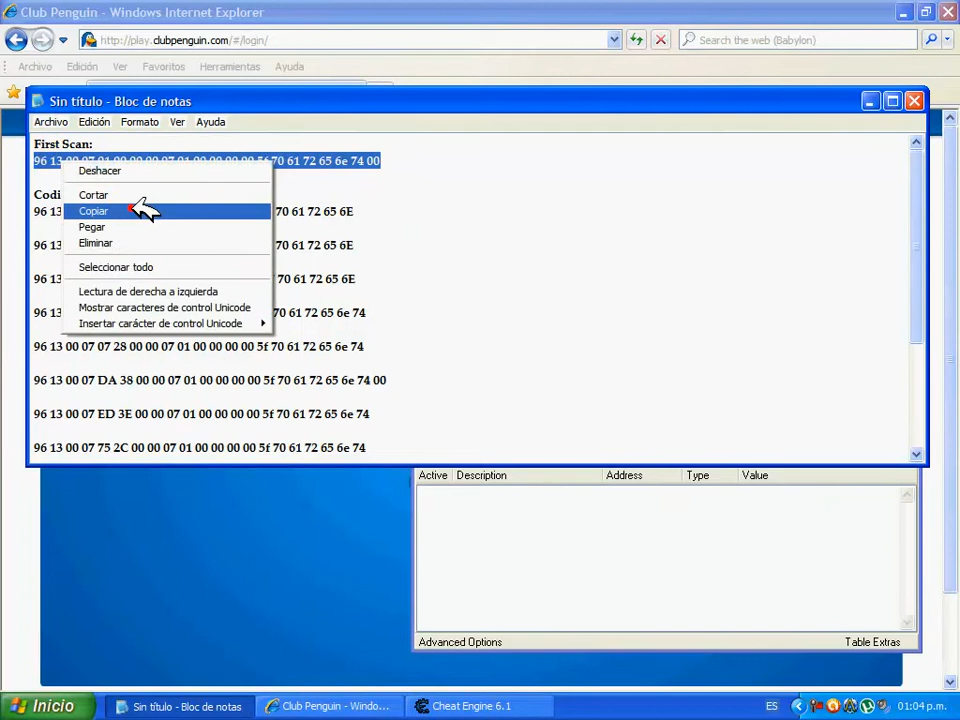 Club Penguin - Windows Internet Explorer
http://play.clubpenguin.com/#/login/
Search the web (Babylon)
Archivo Edición Ver Favoritos Herramientas Ayuda
Sin título - Bloc de notas
Archivo Edición Formato Ver Ayuda
First Scan:
96 13 00 07 01 00 00 00 07 01 00 00 00 00 5f 70 61 72 65 6e 74 00
Deshacer
Codi
Cortar
96 13 70 61 72 65 6E
Copiar
Pegar
96 13 70 61 72 65 6E
Eliminar
Seleccionar todo
96 13 70 61 72 65 6E
Lectura de derecha a izquierda
Mostrar caracteres de control Unicode
96 13 70 61 72 65 6e 74
Insertar carácter de control Unicode
96 13 00 07 07 28 00 00 07 01 00 00 00 00 5f 70 61 72 65 6e 74
96 13 00 07 DA 38 00 00 07 01 00 00 00 00 5f 70 61 72 65 6e 74 00
96 13 00 07 ED 3E 00 00 07 01 00 00 00 00 5f 70 61 72 65 6e 74
96 13 00 07 75 2C 00 00 07 01 00 00 00 00 5f 70 61 72 65 6e 74
Active Description Address Type Value
Advanced Options Table Extras
Inicio Sin título - Bloc de notas Club Penguin - Windo... Cheat Engine 6.1 ES 01:04 p.m.